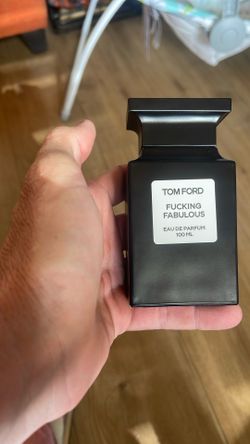 TOM FORD
FUCKING
FABULOUS
EAU DE PARFUM
100 ML